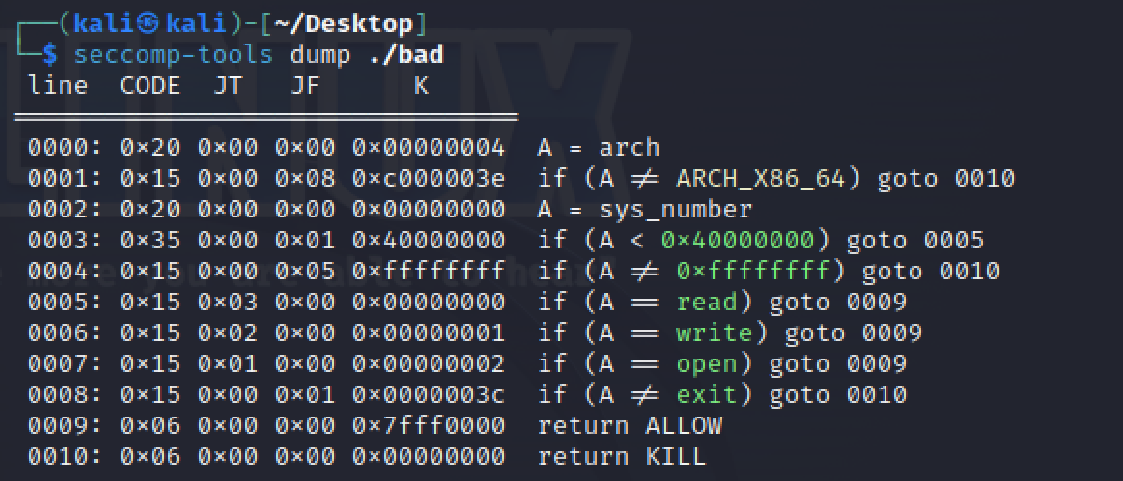 ┌──(kali㉿kali)-[~/Desktop]
└─$ seccomp-tools dump ./bad
line CODE JT JF K
═════════════════════════════════
0000: 0x20 0x00 0x00 0x00000004 A = arch
0001: 0x15 0x00 0x08 0xc000003e if (A != ARCH_X86_64) goto 0010
0002: 0x20 0x00 0x00 0x00000000 A = sys_number
0003: 0x35 0x00 0x01 0x40000000 if (A < 0x40000000) goto 0005
0004: 0x15 0x00 0x05 0xffffffff if (A != 0xffffffff) goto 0010
0005: 0x15 0x03 0x00 0x00000000 if (A == read) goto 0009
0006: 0x15 0x02 0x00 0x00000001 if (A == write) goto 0009
0007: 0x15 0x01 0x00 0x00000002 if (A == open) goto 0009
0008: 0x15 0x00 0x01 0x0000003c if (A != exit) goto 0010
0009: 0x06 0x00 0x00 0x7fff0000 return ALLOW
0010: 0x06 0x00 0x00 0x00000000 return KILL